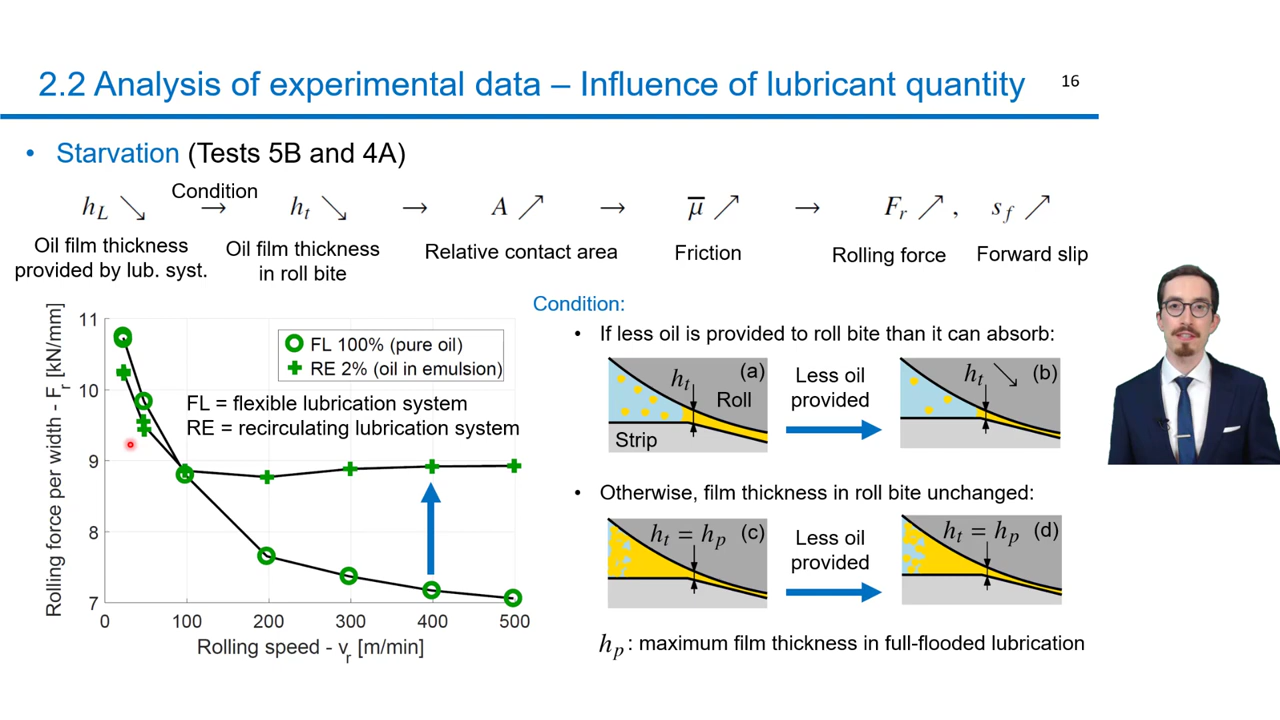 2.2 Analysis of experimental data – Influence of lubricant quantity
16
• Starvation (Tests 5B and 4A)
Condition
h_L ↘ → h_t ↘ → A ↗ → μ̅ ↗ → F_r ↗ , s_f ↗
Oil film thickness
provided by lub. syst.
Oil film thickness
in roll bite
Relative contact area
Friction
Rolling force
Forward slip
Rolling force per width - F_r [kN/mm]
11
10
9
8
7
FL 100% (pure oil)
RE 2% (oil in emulsion)
FL = flexible lubrication system
RE = recirculating lubrication system
0 100 200 300 400 500
Rolling speed - v_r [m/min]
Condition:
• If less oil is provided to roll bite than it can absorb:
h_t
(a)
Roll
Strip
Less oil
provided
h_t ↘
(b)
• Otherwise, film thickness in roll bite unchanged:
h_t = h_p (c)
Less oil
provided
h_t = h_p (d)
h_p : maximum film thickness in full-flooded lubrication